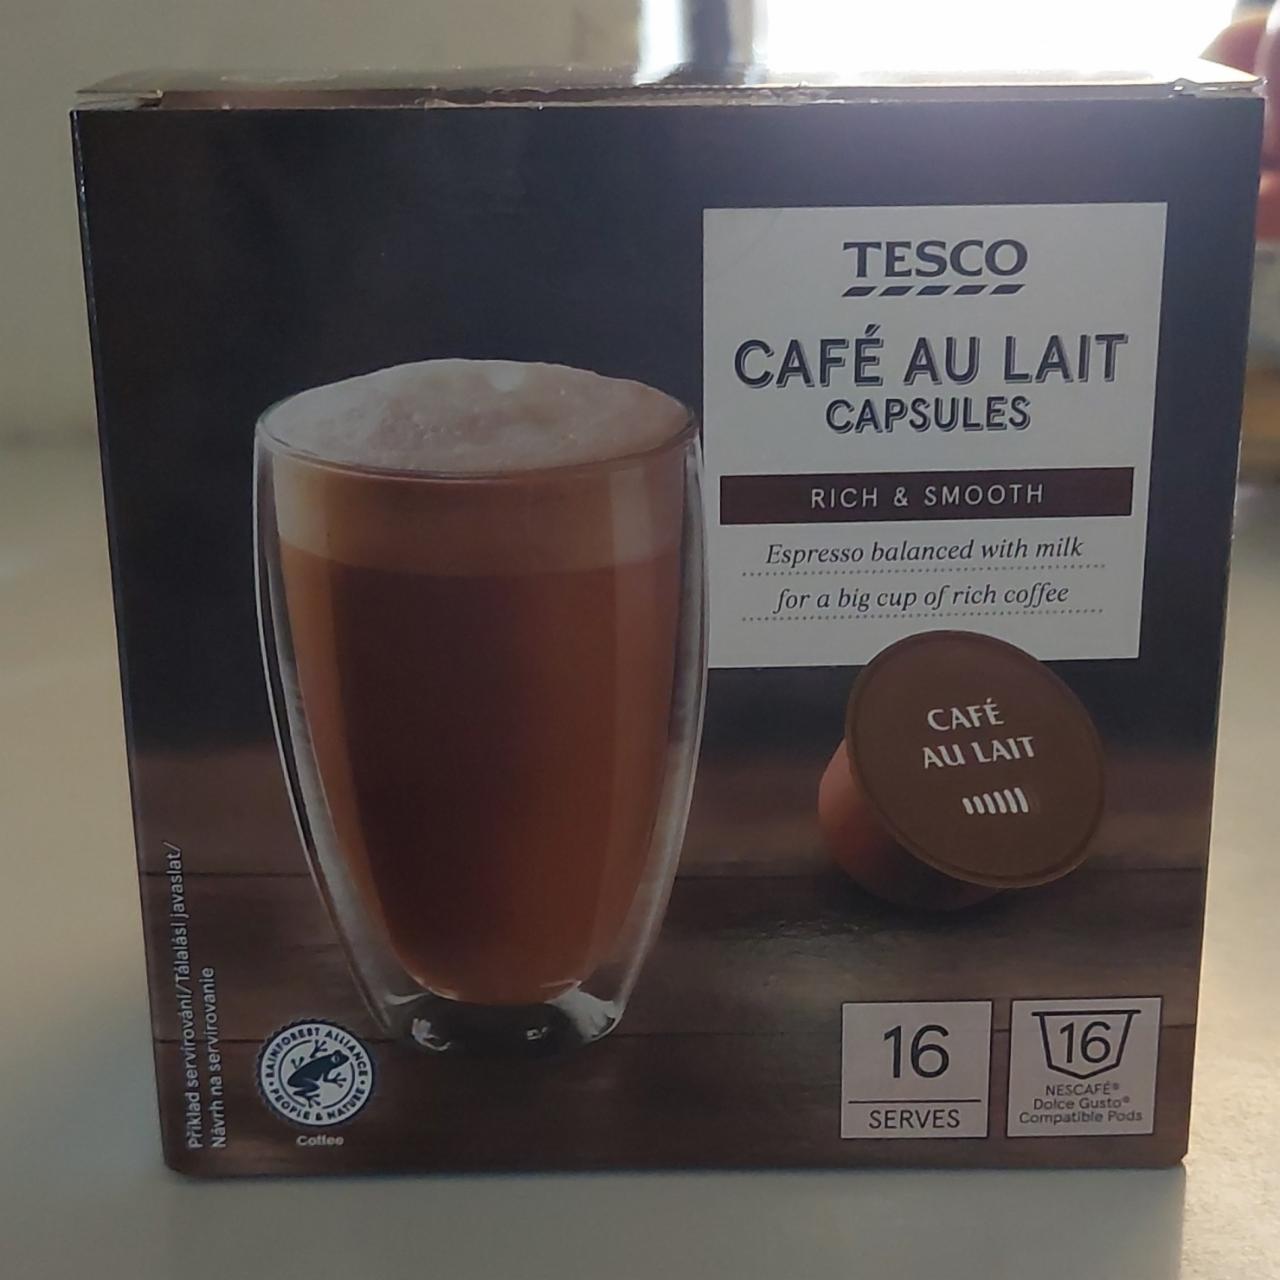 TESCO
CAFÉ AU LAIT
CAPSULES
RICH & SMOOTH
Espresso balanced with milk
for a big cup of rich coffee
CAFÉ
AU LAIT
Příklad servírování/Tálalási javaslat/
Návrh na servírovanie
RAINFOREST ALLIANCE
PEOPLE & NATURE
Coffee
16
SERVES
16
NESCAFÉ®
Dolce Gusto®
Compatible Pods